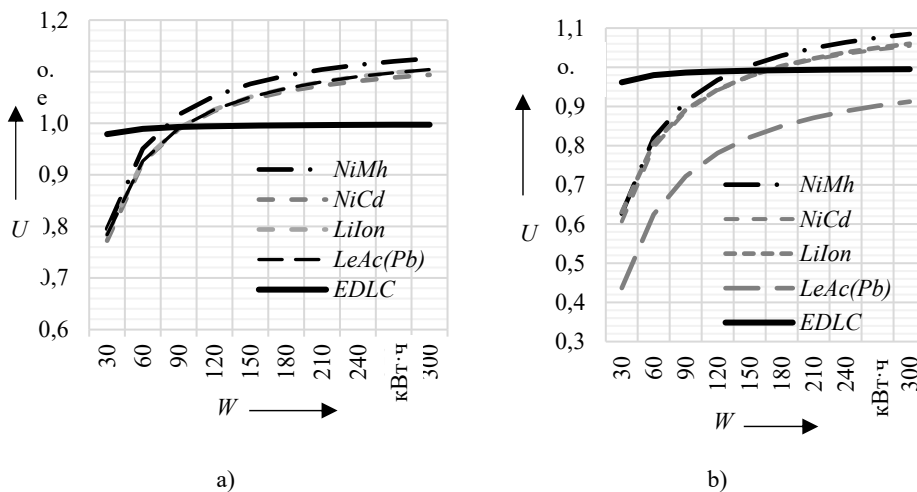 1,2
о.
е
1,0
0,9
U
0,8
0,7
0,6
NiMh
NiCd
LiIon
LeAc(Pb)
EDLC
30 60 90 120 150 180 210 240 кВт·ч 300
W
a)
1,1
о.
0,9
0,8
U
0,7
0,6
0,5
0,4
0,3
NiMh
NiCd
LiIon
LeAc(Pb)
EDLC
30 60 90 120 150 180 210 240 кВт·ч 300
W
b)